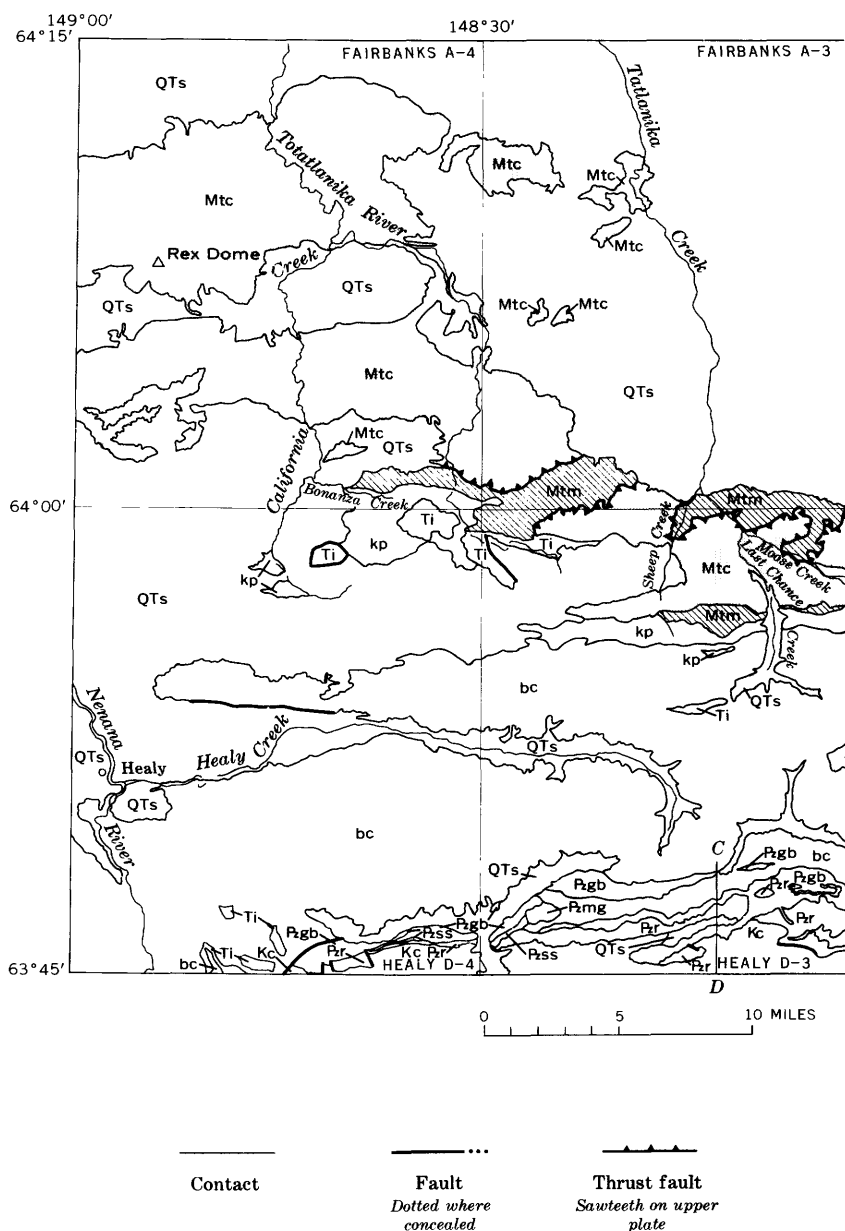 149°00′
148°30′
64°15′
FAIRBANKS A-4
FAIRBANKS A-3
QTs
Tatlanika
Creek
Totatlanika River
Mtc
Mtc
Mtc
Mtc
Rex Dome
Creek
QTs
QTs
Mtc
Mtc
QTs
Mtc
Mtc
QTs
California
Mtm
Mtm
64°00′
Bonanza Creek
Ti
Ti
Ti
Ti
kp
kp
Sheep Creek
Mtc
Moose Creek
Last Chance
Creek
QTs
Mtm
kp
kp
bc
Ti
QTs
Nenana
River
QTs
Healy
Healy Creek
QTs
QTs
bc
C
QTs
Pzgb
Pzgb
bc
Pzgb
Pzr
Pzmg
Ti
Pzgb
Pzgb
Pzss
Pzr
Pzr
Kc
Ti
Kc
Pzr
Kc
Pzr
Pzss
QTs
bc
Pzr
63°45′
HEALY D-4
HEALY D-3
D
0 5 10 MILES
Contact
Fault
Dotted where
concealed
Thrust fault
Sawteeth on upper
plate